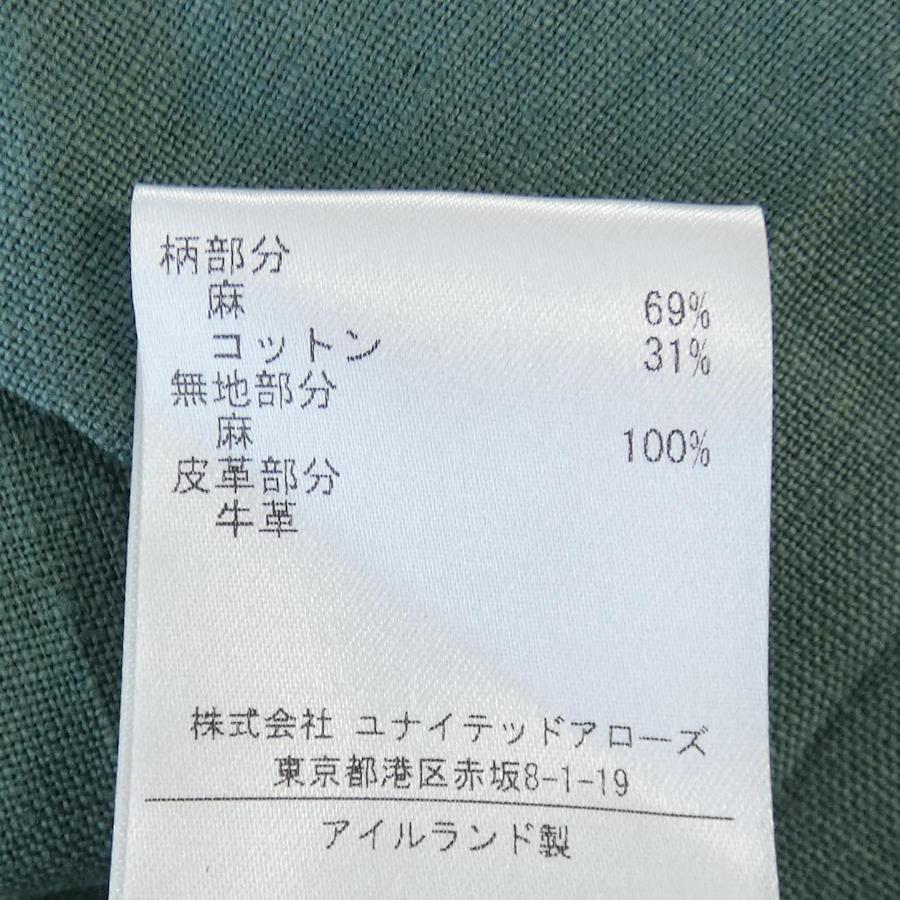 柄部分
麻 69%
コットン 31%
無地部分
麻 100%
皮革部分
牛革
株式会社 ユナイテッドアローズ
東京都港区赤坂8-1-19
アイルランド製